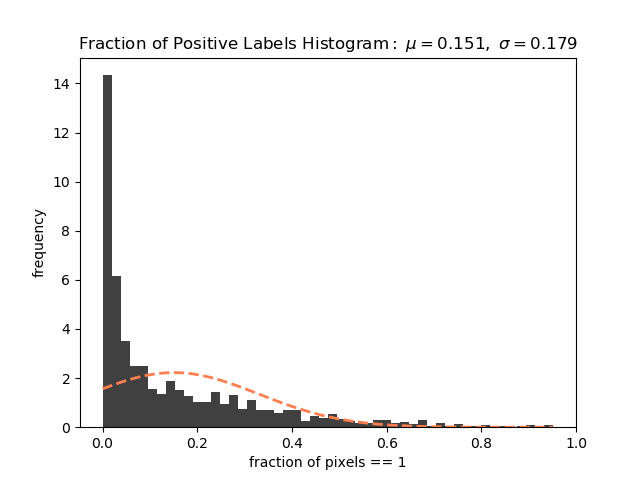 Fraction of Positive Labels Histogram: μ = 0.151, σ = 0.179
14
12
10
8
6
4
2
0
frequency
0.0 0.2 0.4 0.6 0.8 1.0
fraction of pixels == 1